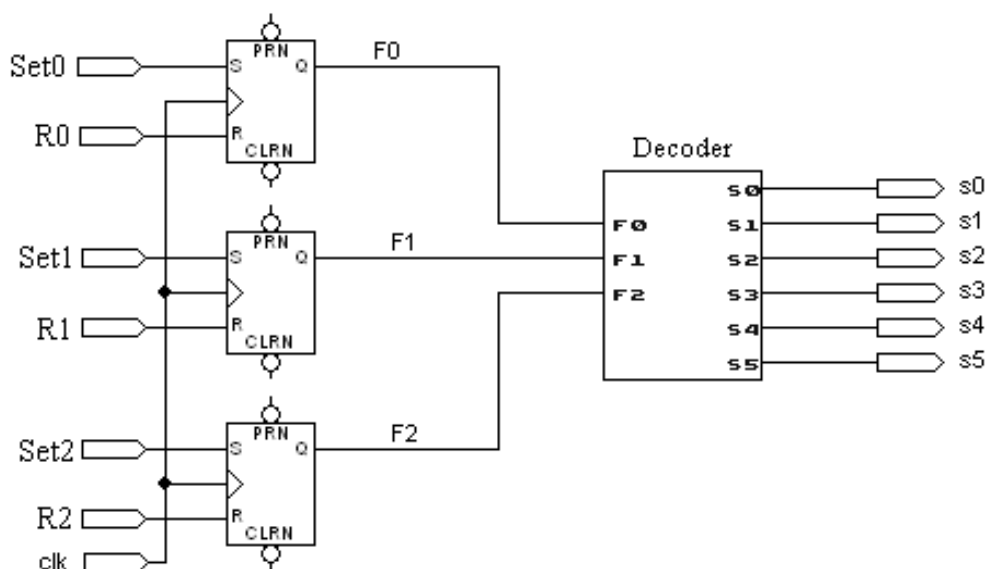 PRN
Set0
S
Q
F0
R0
R
CLRN
Decoder
S0
s0
F0
S1
s1
PRN
Set1
S
Q
F1
F1
S2
s2
F2
S3
s3
R1
R
CLRN
S4
s4
S5
s5
PRN
Set2
S
Q
F2
R2
R
CLRN
clk